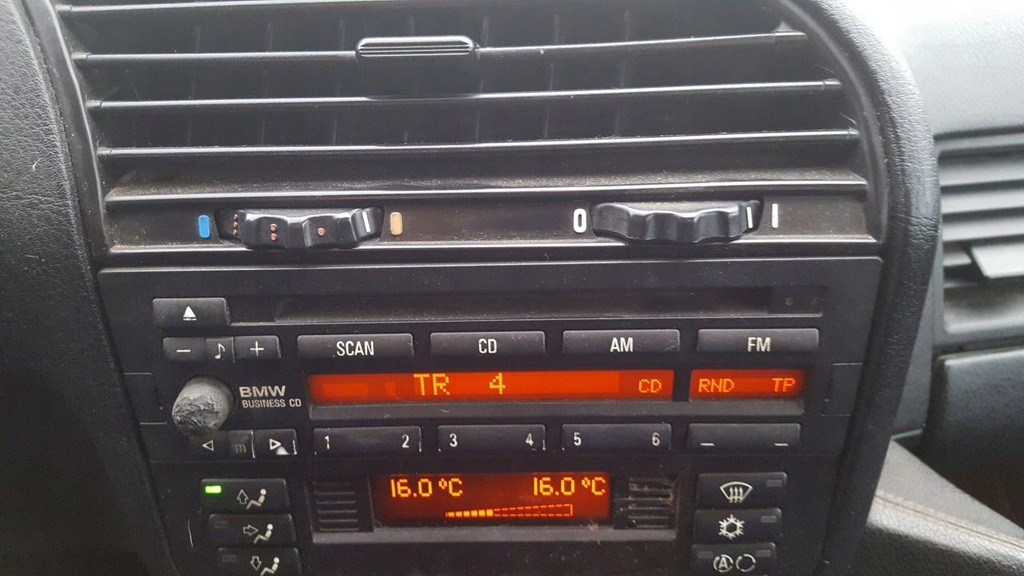 0 I
SCAN CD AM FM
− +
BMW
BUSINESS CD
TR 4 CD RND TP
m 1 2 3 4 5 6
16.0 °C 16.0 °C
A